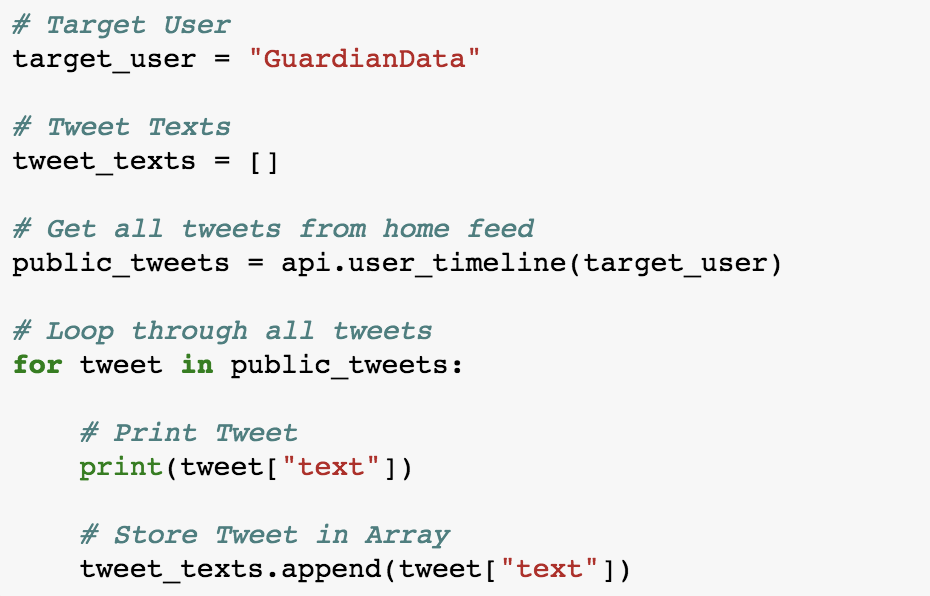 # Target User
target_user = "GuardianData"
# Tweet Texts
tweet_texts = []
# Get all tweets from home feed
public_tweets = api.user_timeline(target_user)
# Loop through all tweets
for tweet in public_tweets:
# Print Tweet
print(tweet["text"])
# Store Tweet in Array
tweet_texts.append(tweet["text"])